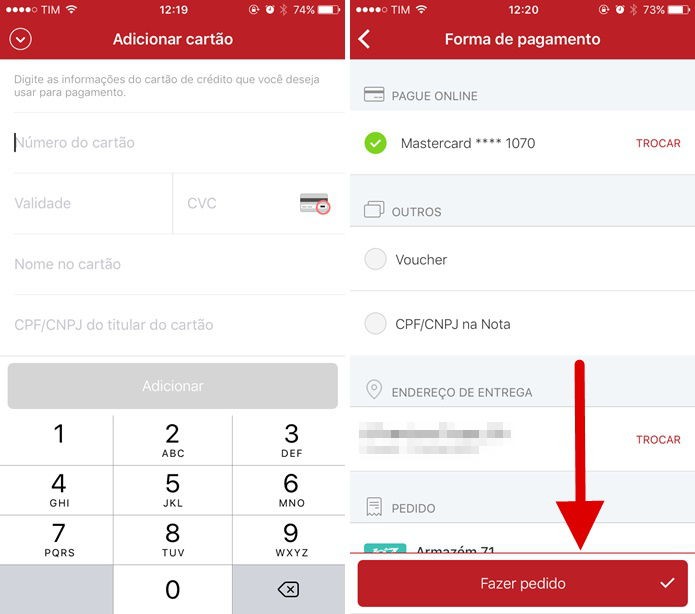 TIM 12:19 74%
Adicionar cartão
Digite as informações do cartão de crédito que você deseja
usar para pagamento.
Número do cartão
Validade CVC
Nome no cartão
CPF/CNPJ do titular do cartão
Adicionar
1 2 3
ABC DEF
4 5 6
GHI JKL MNO
7 8 9
PQRS TUV WXYZ
0
TIM 12:20 73%
Forma de pagamento
PAGUE ONLINE
Mastercard **** 1070 TROCAR
OUTROS
Voucher
CPF/CNPJ na Nota
ENDEREÇO DE ENTREGA
TROCAR
PEDIDO
Armazém 71
Fazer pedido